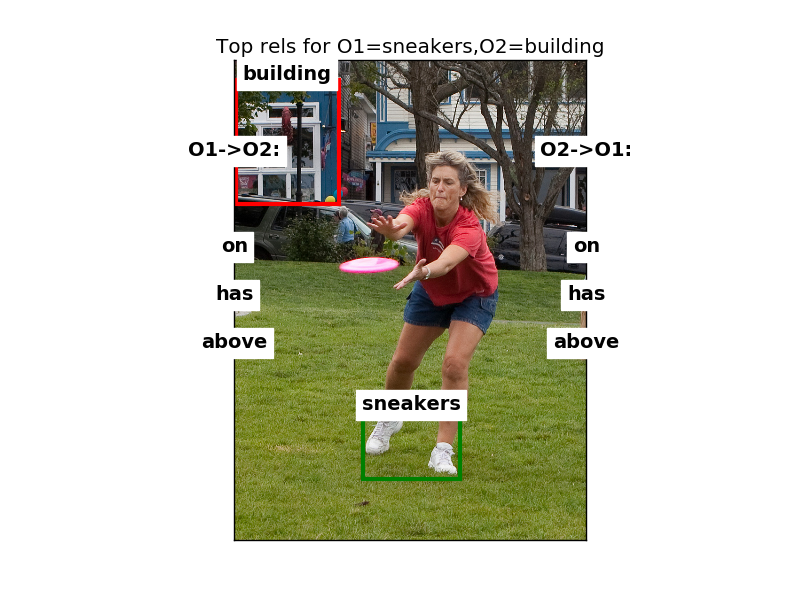 Top rels for O1=sneakers,O2=building
building
O1->O2:
O2->O1:
on
on
has
has
above
above
sneakers